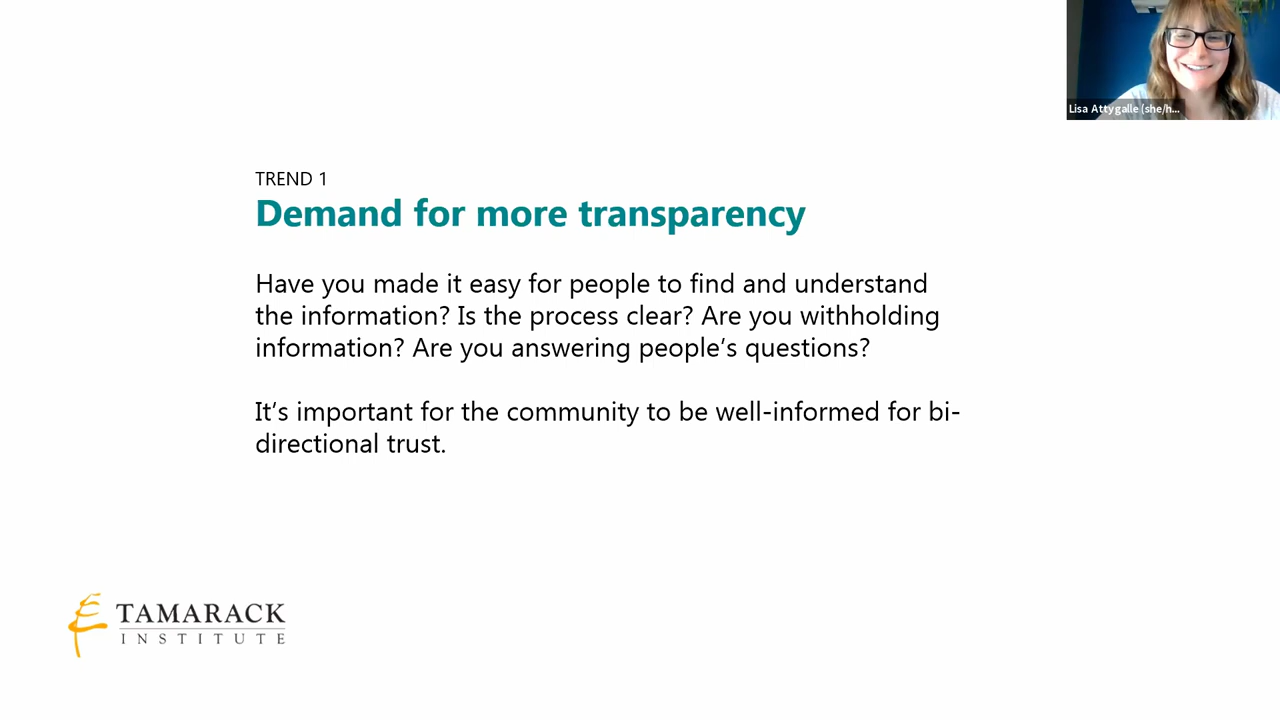 Lisa Attygalle (she/h...
TREND 1
Demand for more transparency
Have you made it easy for people to find and understand
the information? Is the process clear? Are you withholding
information? Are you answering people's questions?
It's important for the community to be well-informed for bi-
directional trust.
TAMARACK
INSTITUTE